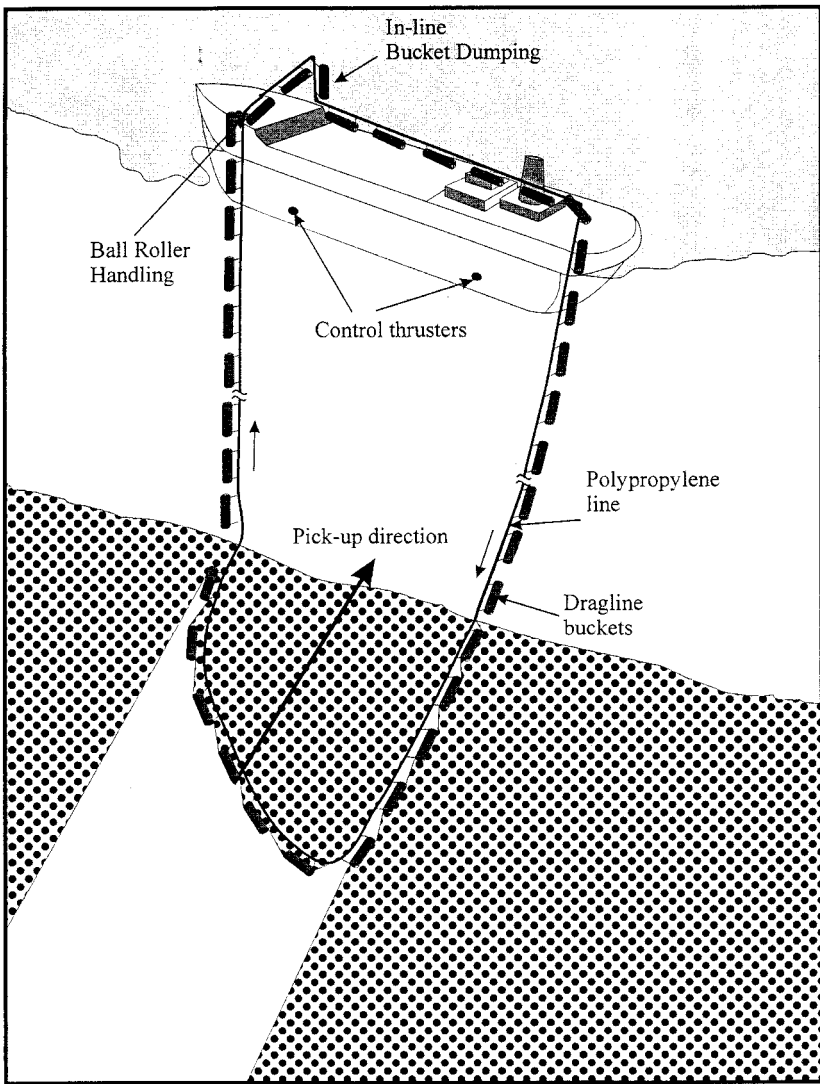 In-line
Bucket Dumping
Ball Roller
Handling
Control thrusters
Polypropylene
line
Pick-up direction
Dragline
buckets